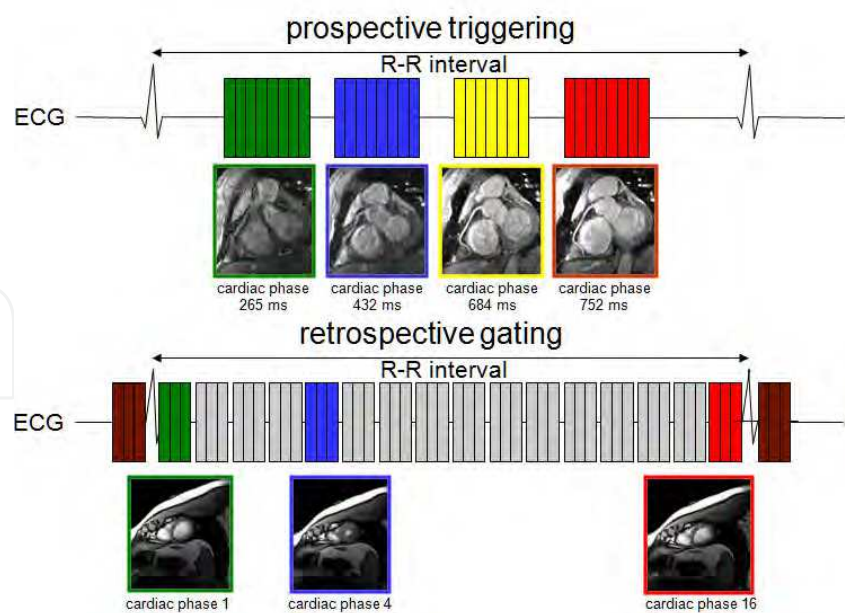 prospective triggering
R-R interval
ECG
cardiac phase
265 ms
cardiac phase
432 ms
cardiac phase
684 ms
cardiac phase
752 ms
retrospective gating
R-R interval
ECG
cardiac phase 1
cardiac phase 4
cardiac phase 16